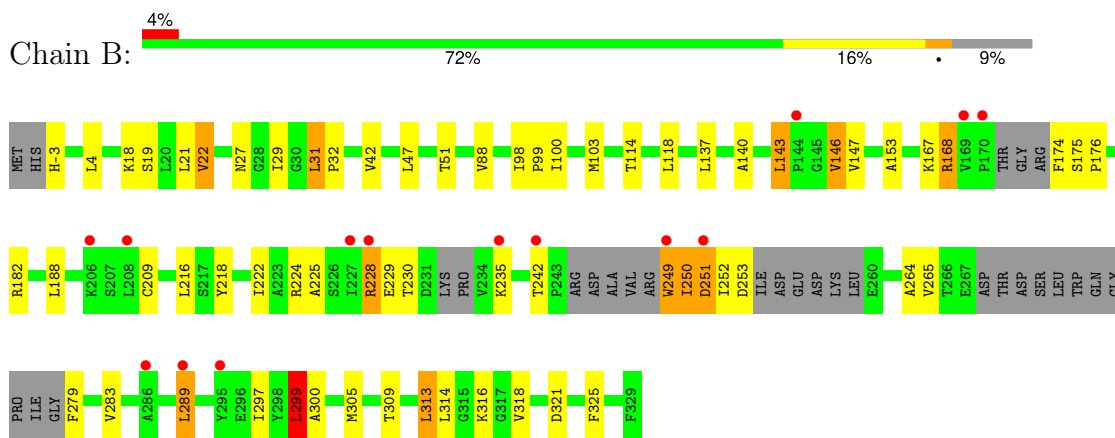 4%
Chain B:
72% 16% • 9%
MET HIS H-3 L4 K18 S19 L20 L21 V22 N27 G28 I29 G30 L31 P32 V42 L47 T51 V88 I98 P99 I100 M103 T114 L118 L137 A140 L143 P144 G145 V146 V147 A153 K167 R168 V169 P170 THR GLY ARG F174 S175 P176
R182 L188 K206 S207 L208 C209 L216 S217 Y218 I222 A223 R224 A225 S226 I227 R228 E229 T230 D231 LYS PRO V234 K235 T242 P243 ARG ASP ALA VAL ARG W249 I250 D251 I252 D253 ILE ASP GLU ASP LYS LEU E260 A264 V265 T266 E267 ASP THR ASP SER LEU TRP GLN GLY
PRO ILE GLY F279 V283 A286 L289 Y295 E296 I297 Y298 L299 A300 M305 T309 L313 L314 G315 K316 G317 V318 D321 F325 F329